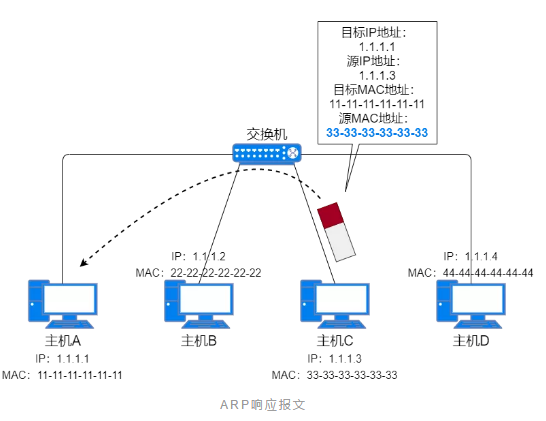 目标IP地址：
1.1.1.1
源IP地址：
1.1.1.3
目标MAC地址：
11-11-11-11-11-11
源MAC地址：
33-33-33-33-33-33
交换机
IP：1.1.1.2
MAC：22-22-22-22-22-22
IP：1.1.1.4
MAC：44-44-44-44-44-44
主机A
主机B
主机C
主机D
IP：1.1.1.1
MAC：11-11-11-11-11-11
IP：1.1.1.3
MAC：33-33-33-33-33-33
ARP响应报文